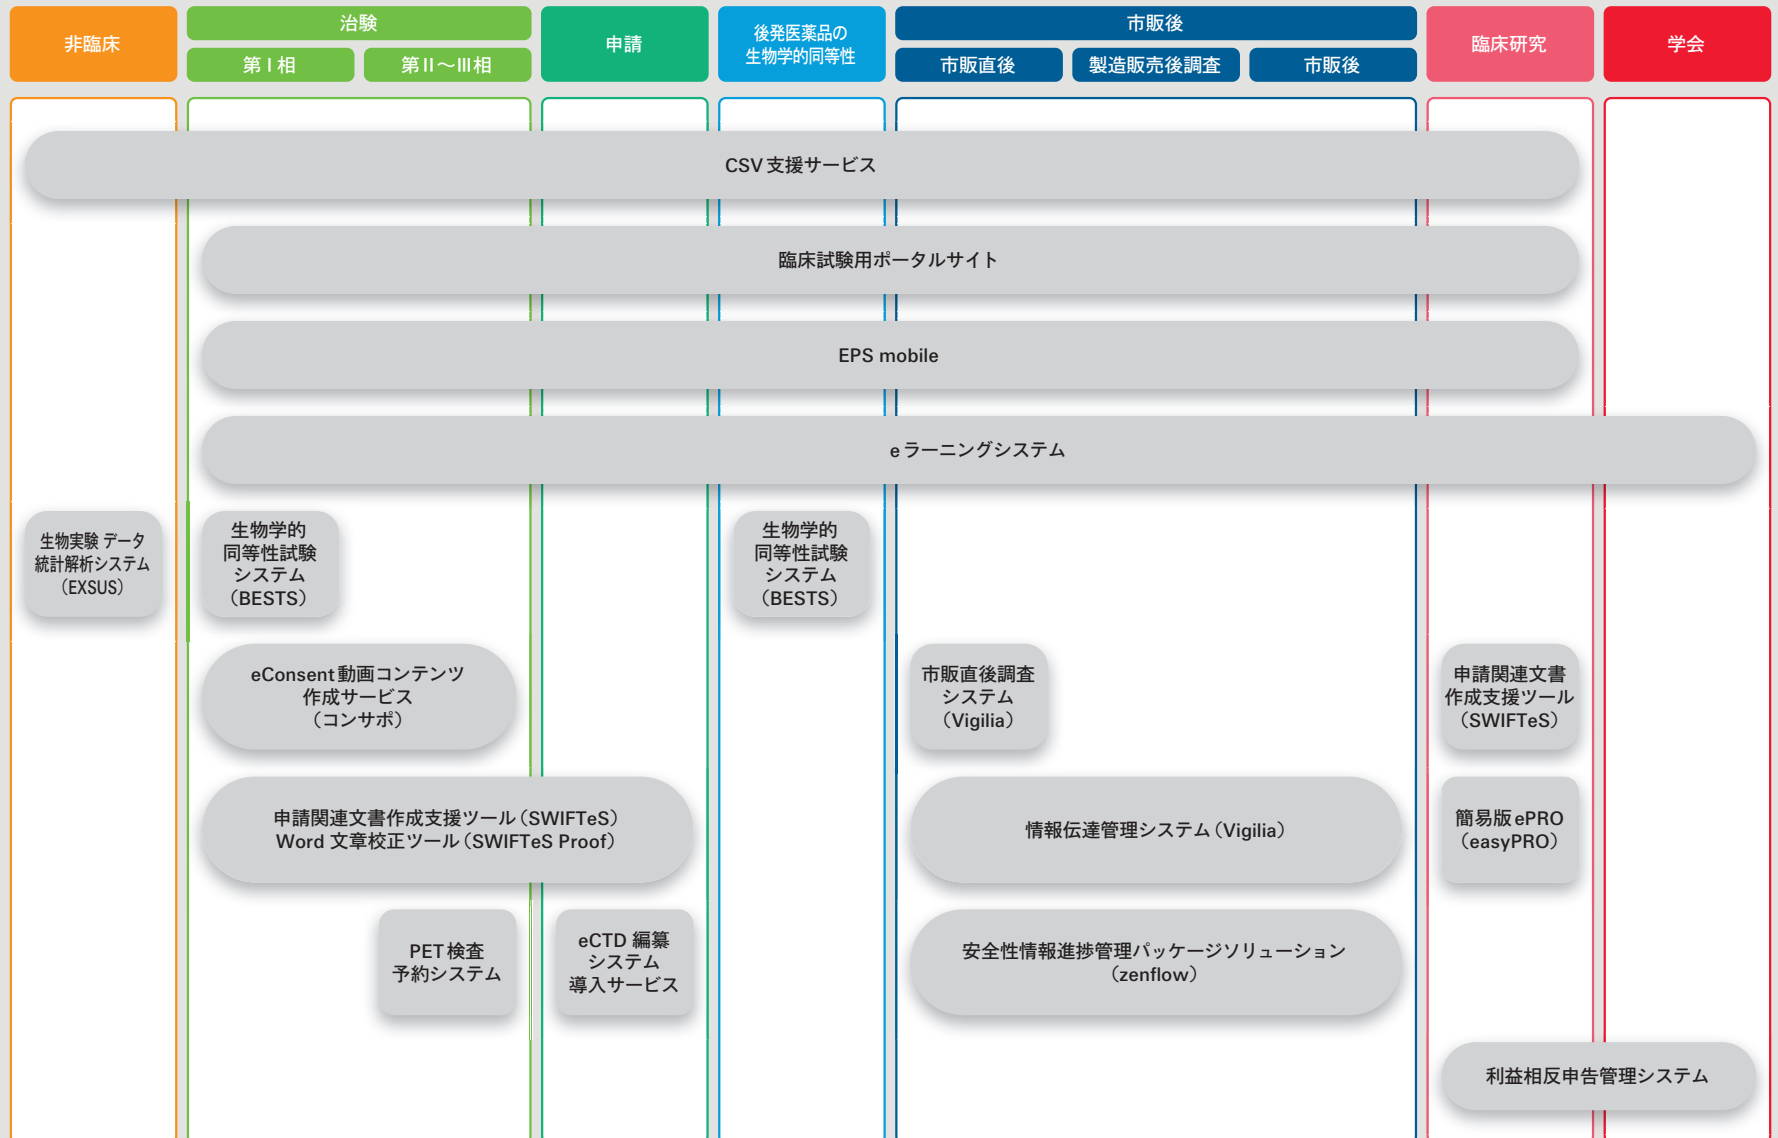 非臨床
治験
第Ⅰ相
第Ⅱ～Ⅲ相
申請
後発医薬品の
生物学的同等性
市販後
市販直後
製造販売後調査
市販後
臨床研究
学会
CSV支援サービス
臨床試験用ポータルサイト
EPS mobile
eラーニングシステム
生物実験 データ
統計解析システム
（EXSUS）
生物学的
同等性試験
システム
（BESTS）
生物学的
同等性試験
システム
（BESTS）
eConsent動画コンテンツ
作成サービス
（コンサポ）
市販直後調査
システム
（Vigilia）
申請関連文書
作成支援ツール
（SWIFTeS）
申請関連文書作成支援ツール（SWIFTeS）
Word 文章校正ツール（SWIFTeS Proof）
情報伝達管理システム（Vigilia）
簡易版ePRO
（easyPRO）
PET検査
予約システム
eCTD 編纂
システム
導入サービス
安全性情報進捗管理パッケージソリューション
（zenflow）
利益相反申告管理システム